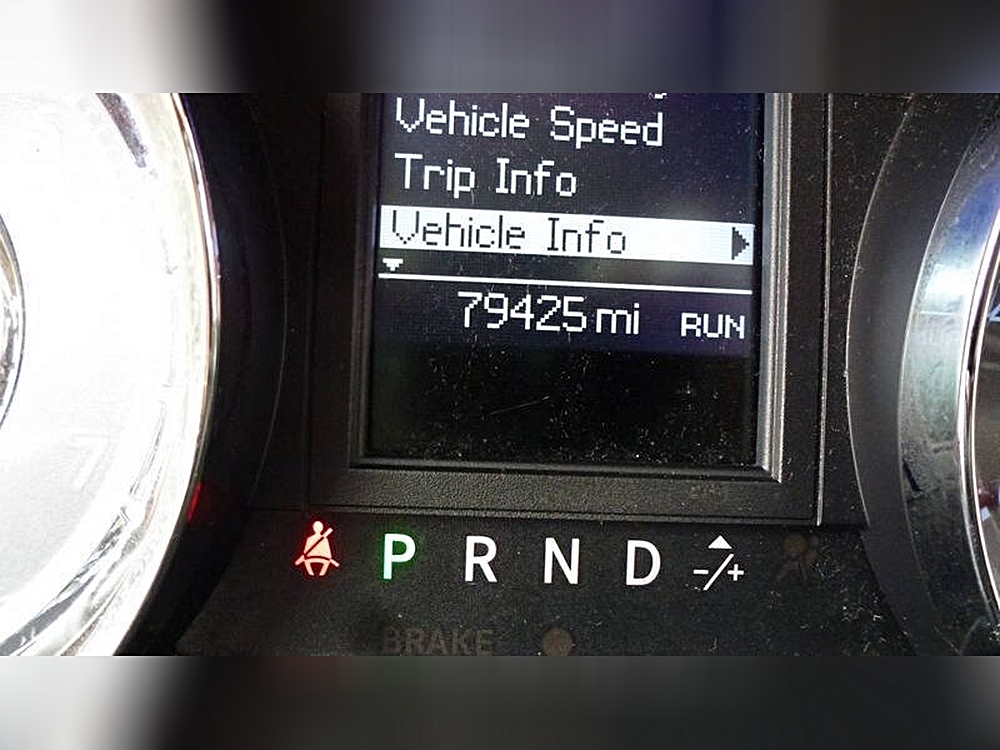 Vehicle Speed
Trip Info
Vehicle Info
79425 mi RUN
P R N D -/+
BRAKE